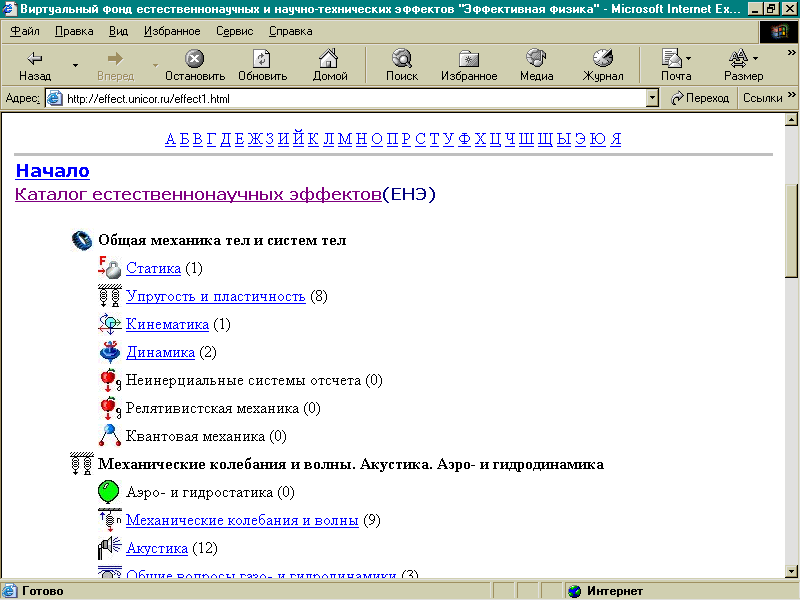 Виртуальный фонд естественнонаучных и научно-технических эффектов "Эффективная физика" - Microsoft Internet Ex...
Файл Правка Вид Избранное Сервис Справка
Назад Вперед Остановить Обновить Домой Поиск Избранное Медиа Журнал Почта Размер »
Адрес: http://effect.unicor.ru/effect1.html Переход Ссылки »
А Б В Г Д Е Ж З И Й К Л М Н О П Р С Т У Ф Х Ц Ч Ш Щ Ы Э Ю Я
Начало
Каталог естественнонаучных эффектов(ЕНЭ)
Общая механика тел и систем тел
F Статика (1)
Упругость и пластичность (8)
Кинематика (1)
Динамика (2)
g Неинерциальные системы отсчета (0)
g Релятивистская механика (0)
Квантовая механика (0)
Механические колебания и волны. Акустика. Аэро- и гидродинамика
Аэро- и гидростатика (0)
n Механические колебания и волны (9)
Акустика (12)
Общие вопросы газо- и гидродинамики (3)
Готово Интернет